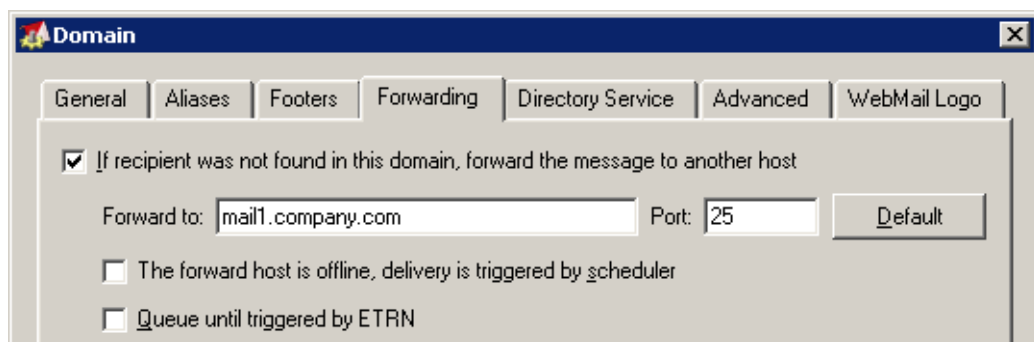 Domain
General Aliases Footers Forwarding Directory Service Advanced WebMail Logo
If recipient was not found in this domain, forward the message to another host
Forward to: mail1.company.com Port: 25 Default
The forward host is offline, delivery is triggered by scheduler
Queue until triggered by ETRN